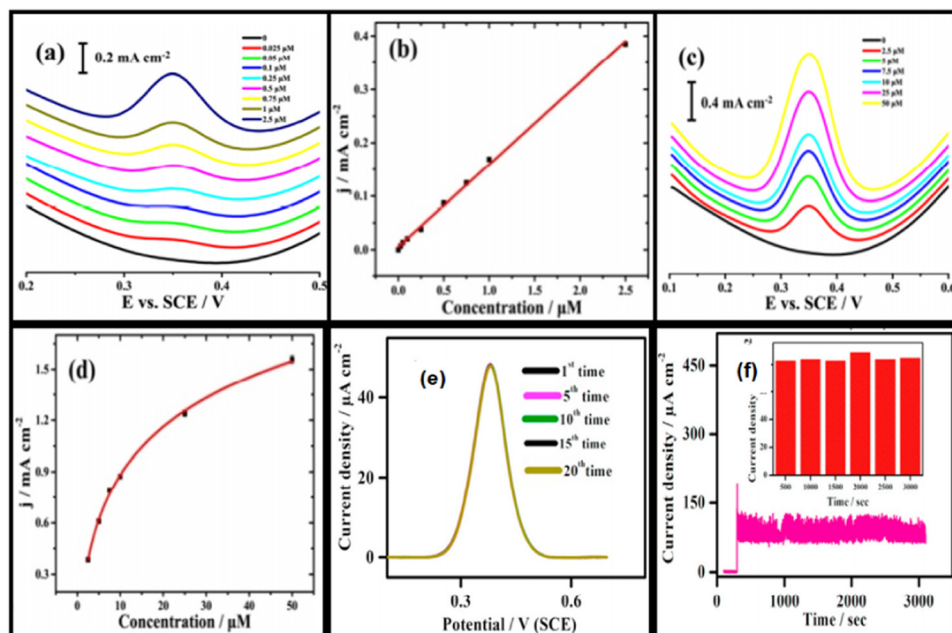 (a)
0.2 mA cm-2
0
0.025 μM
0.05 μM
0.1 μM
0.25 μM
0.5 μM
0.75 μM
1 μM
2.5 μM
0.2 0.3 0.4 0.5
E vs. SCE / V
(b)
j / mA cm-2
0.4
0.3
0.2
0.1
0.0
0.0 0.5 1.0 1.5 2.0 2.5
Concentration / μM
(c)
0.4 mA cm-2
0
2.5 μM
5 μM
7.5 μM
10 μM
25 μM
50 μM
0.1 0.2 0.3 0.4 0.5 0.6
E vs. SCE / V
(d)
j / mA cm-2
1.5
1.2
0.9
0.6
0.3
0 10 20 30 40 50
Concentration / μM
(e)
Current density / μA cm-2
40
20
0
1st time
5th time
10th time
15th time
20th time
0.3 0.6
Potential / V (SCE)
(f)
Current density / μA cm-2
450
300
150
0
Current density
0
500 1000 1500 2000 2500 3000
Time / sec
0 1000 2000 3000
Time / sec